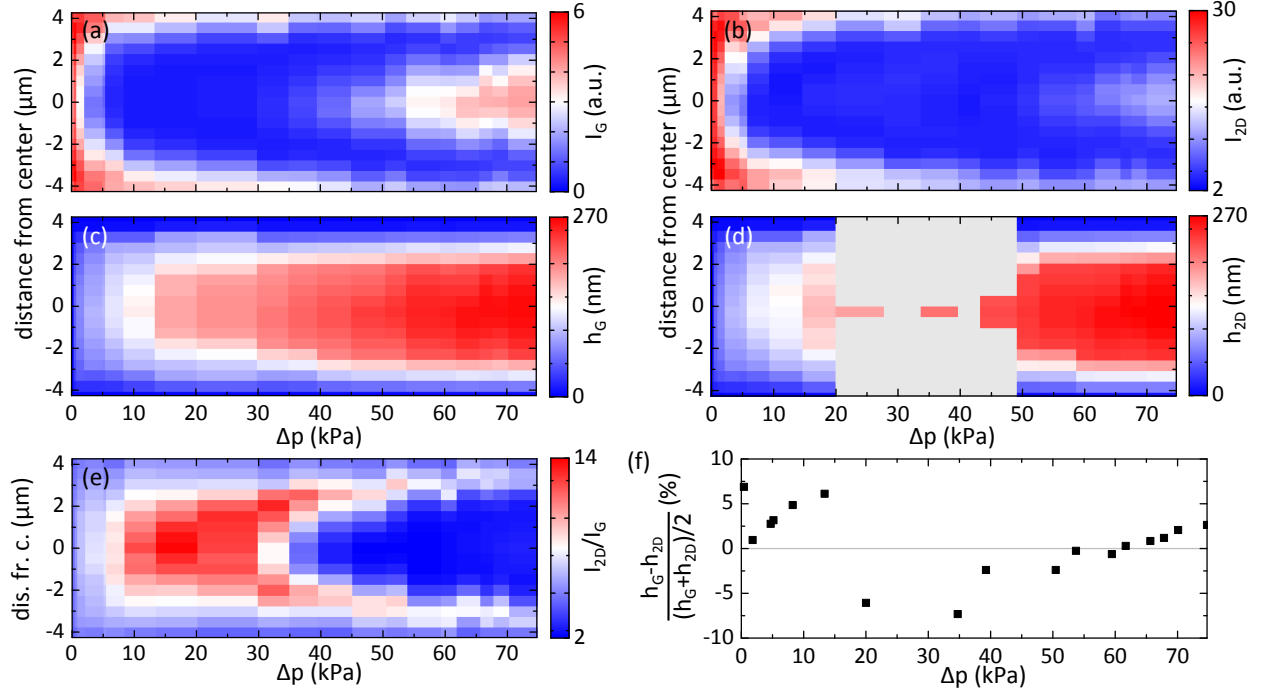 (a)
4
2
0
-2
-4
6
0
I_G (a.u.)
(b)
4
2
0
-2
-4
30
2
I_2D (a.u.)
distance from center (µm)
distance from center (µm)
(c)
4
2
0
-2
-4
0 10 20 30 40 50 60 70
Δp (kPa)
270
0
h_G (nm)
(d)
4
2
0
-2
-4
0 10 20 30 40 50 60 70
Δp (kPa)
270
0
h_2D (nm)
(e)
4
2
0
-2
-4
dis. fr. c. (µm)
0 10 20 30 40 50 60 70
Δp (kPa)
14
2
I_2D/I_G
(f)
10
5
0
-5
-10
h_G-h_2D
(h_G+h_2D)/2 (%)
0 10 20 30 40 50 60 70
Δp (kPa)